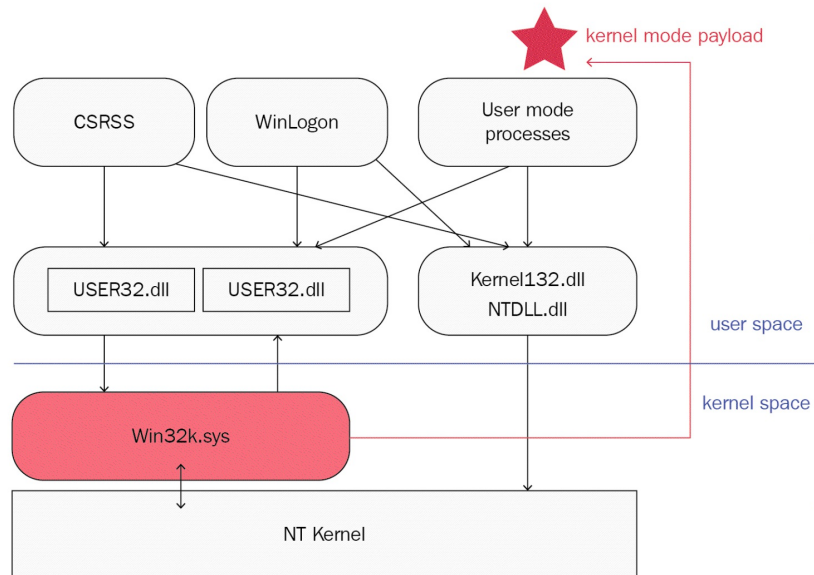 kernel mode payload
CSRSS
WinLogon
User mode
processes
USER32.dll
USER32.dll
Kernel132.dll
NTDLL.dll
user space
kernel space
Win32k.sys
NT Kernel